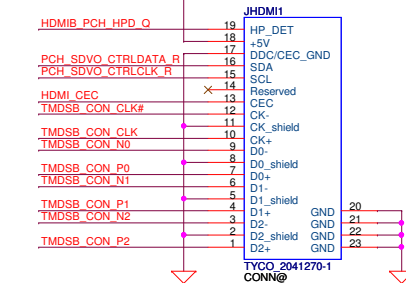 JHDMI1
HDMIB_PCH_HPD_Q 19 HP_DET
18 +5V
17 DDC/CEC_GND
PCH_SDVO_CTRLDATA_R 16 SDA
PCH_SDVO_CTRLCLK_R 15 SCL
14 Reserved
HDMI_CEC 13 CEC
TMDSB_CON_CLK# 12 CK-
11 CK_shield
TMDSB_CON_CLK 10 CK+
TMDSB_CON_N0 9 D0-
8 D0_shield
TMDSB_CON_P0 7 D0+
TMDSB_CON_N1 6 D1-
5 D1_shield
TMDSB_CON_P1 4 D1+ GND 20
TMDSB_CON_N2 3 D2- GND 21
2 D2_shield GND 22
TMDSB_CON_P2 1 D2+ GND 23
TYCO_2041270-1
CONN@